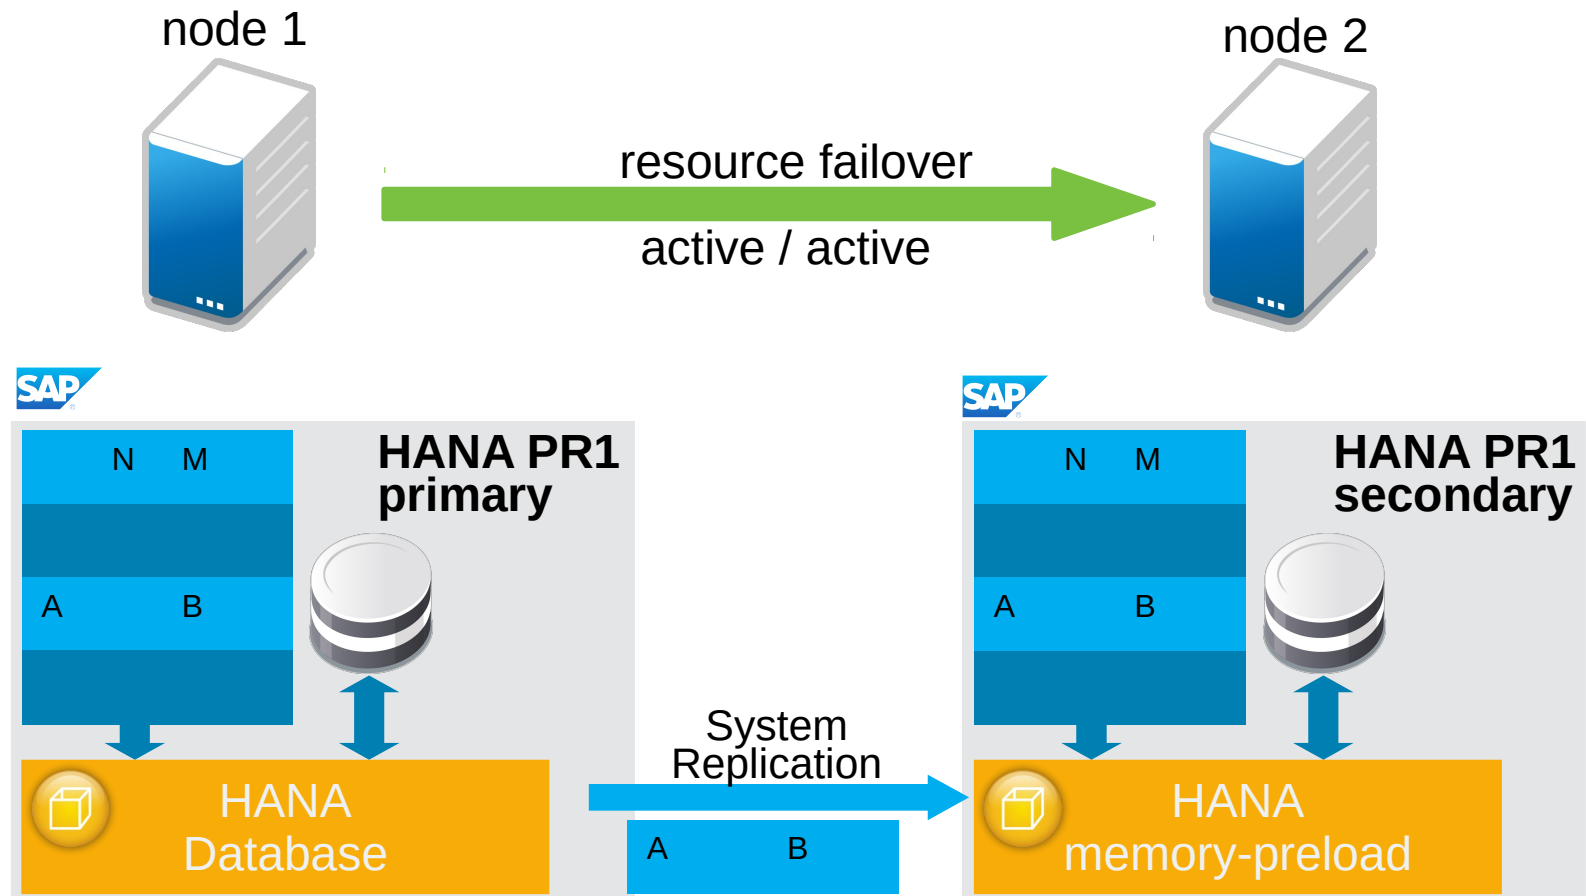 node 1
node 2
resource failover
active / active
SAP
SAP
HANA PR1
primary
N M
A B
HANA
Database
System
Replication
A B
HANA PR1
secondary
N M
A B
HANA
memory-preload